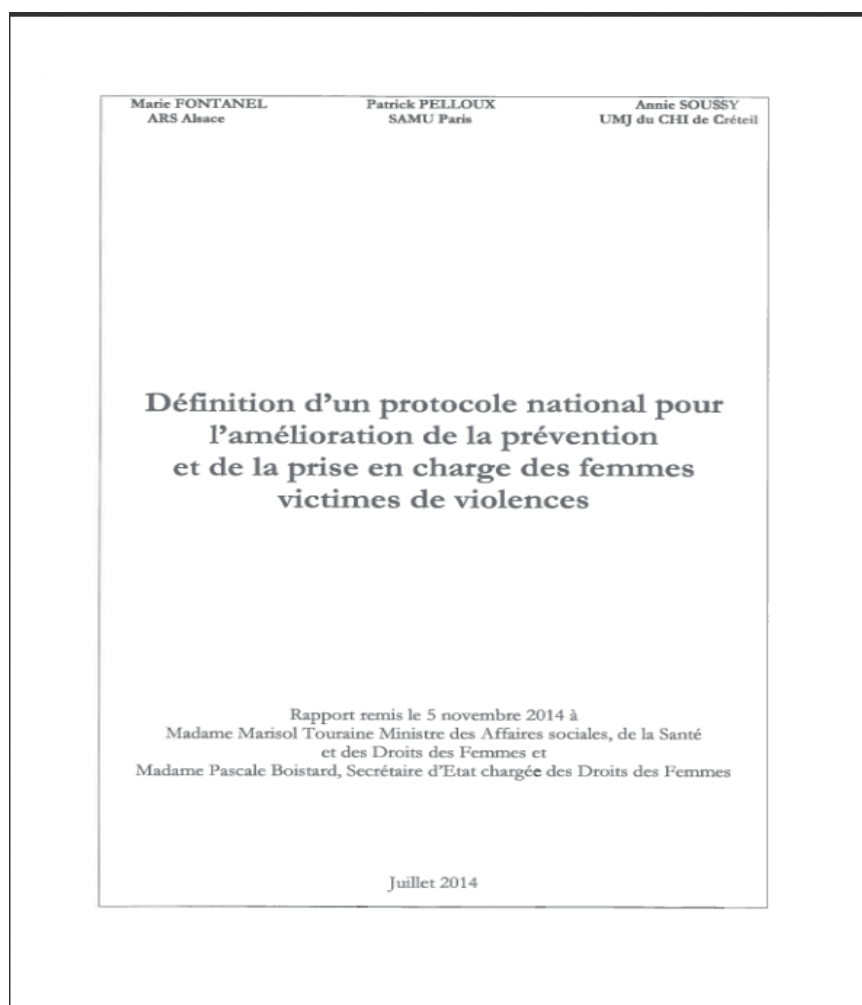 Marie FONTANEL Patrick PELLOUX Annie SOUSSY
ARS Alsace SAMU Paris UMJ du CHI de Créteil
Définition d'un protocole national pour
l'amélioration de la prévention
et de la prise en charge des femmes
victimes de violences
Rapport remis le 5 novembre 2014 à
Madame Marisol Touraine Ministre des Affaires sociales, de la Santé
et des Droits des Femmes et
Madame Pascale Boistard, Secrétaire d'Etat chargée des Droits des Femmes
Juillet 2014